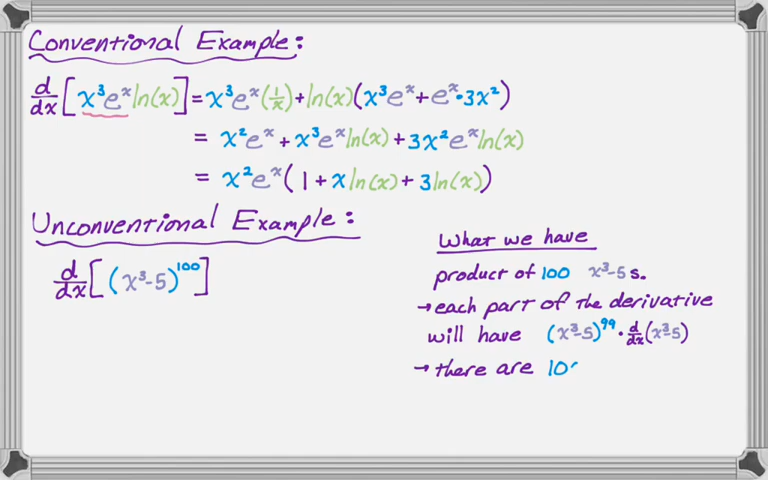 Conventional Example:
d/dx [x³eˣln(x)] = x³eˣ(1/x) + ln(x)(x³eˣ + eˣ·3x²)
= x²eˣ + x³eˣln(x) + 3x²eˣln(x)
= x²eˣ(1 + xln(x) + 3ln(x))
Unconventional Example:
d/dx [(x³-5)¹⁰⁰]
What we have
product of 100 x³-5 s.
→ each part of the derivative
will have (x³-5)⁹⁹ · d/dx(x³-5)
→ there are